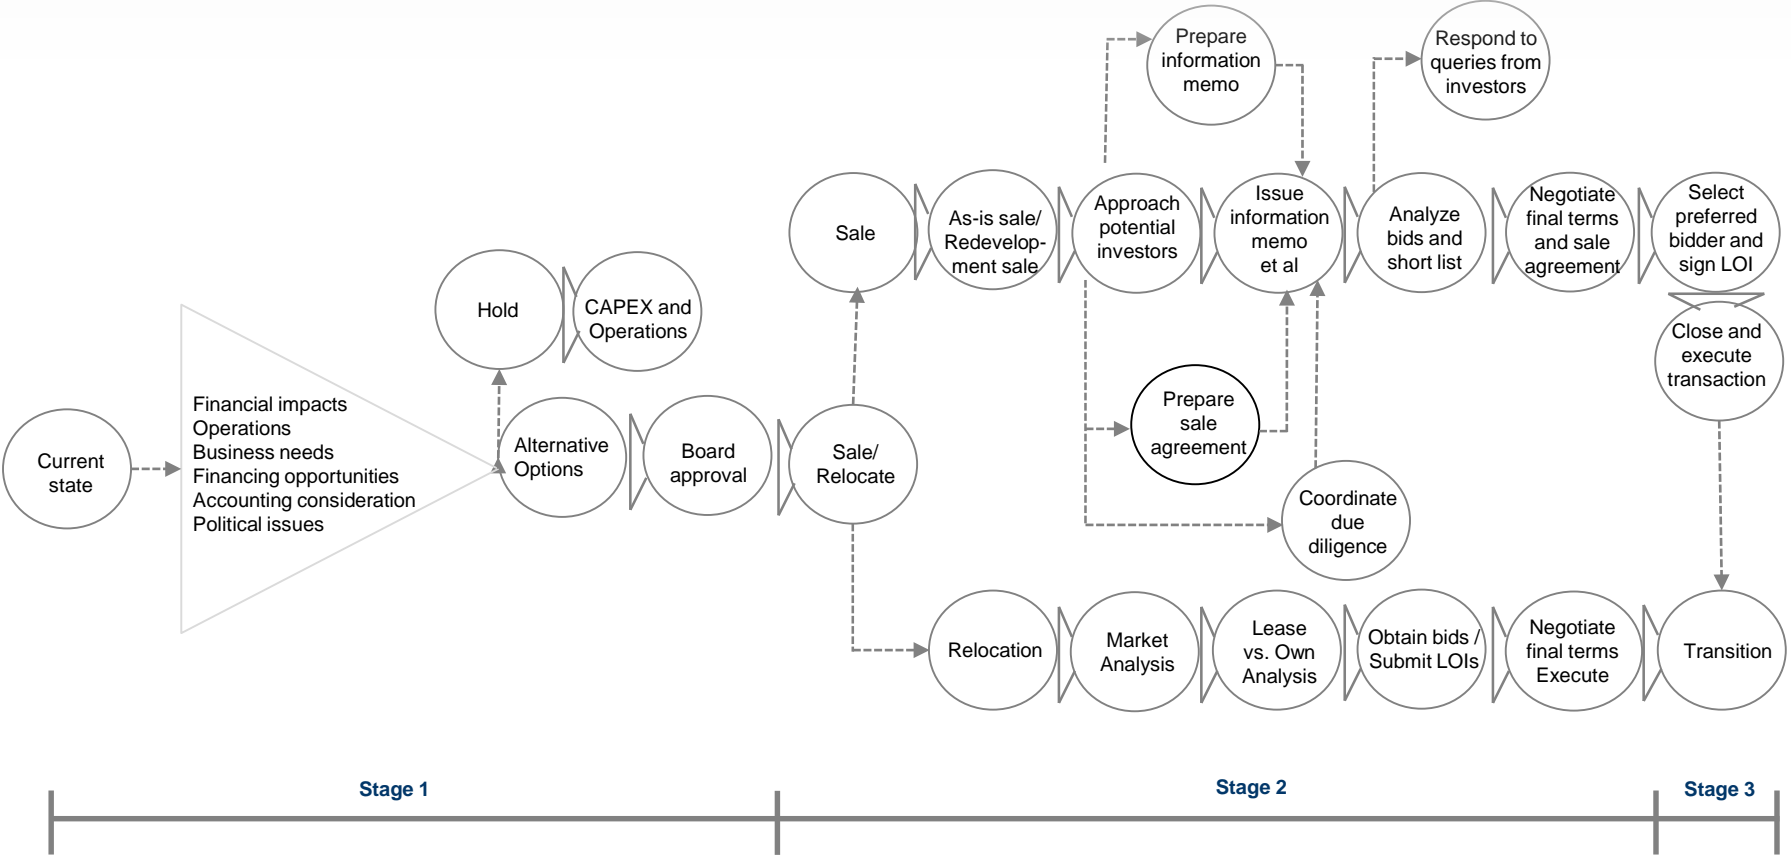 Prepare
information
memo
Respond to
queries from
investors
Sale
As-is sale/
Redevelop-
ment sale
Approach
potential
investors
Issue
information
memo
et al
Analyze
bids and
short list
Negotiate
final terms
and sale
agreement
Select
preferred
bidder and
sign LOI
Hold
CAPEX and
Operations
Close and
execute
transaction
Current
state
Financial impacts
Operations
Business needs
Financing opportunities
Accounting consideration
Political issues
Alternative
Options
Board
approval
Sale/
Relocate
Prepare
sale
agreement
Coordinate
due
diligence
Relocation
Market
Analysis
Lease
vs. Own
Analysis
Obtain bids /
Submit LOIs
Negotiate
final terms
Execute
Transition
Stage 1
Stage 2
Stage 3